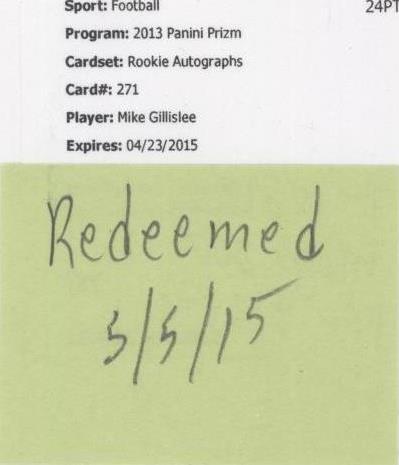 Sport: Football 24PT
Program: 2013 Panini Prizm
Cardset: Rookie Autographs
Card#: 271
Player: Mike Gillislee
Expires: 04/23/2015
Redeemed
5/5/15